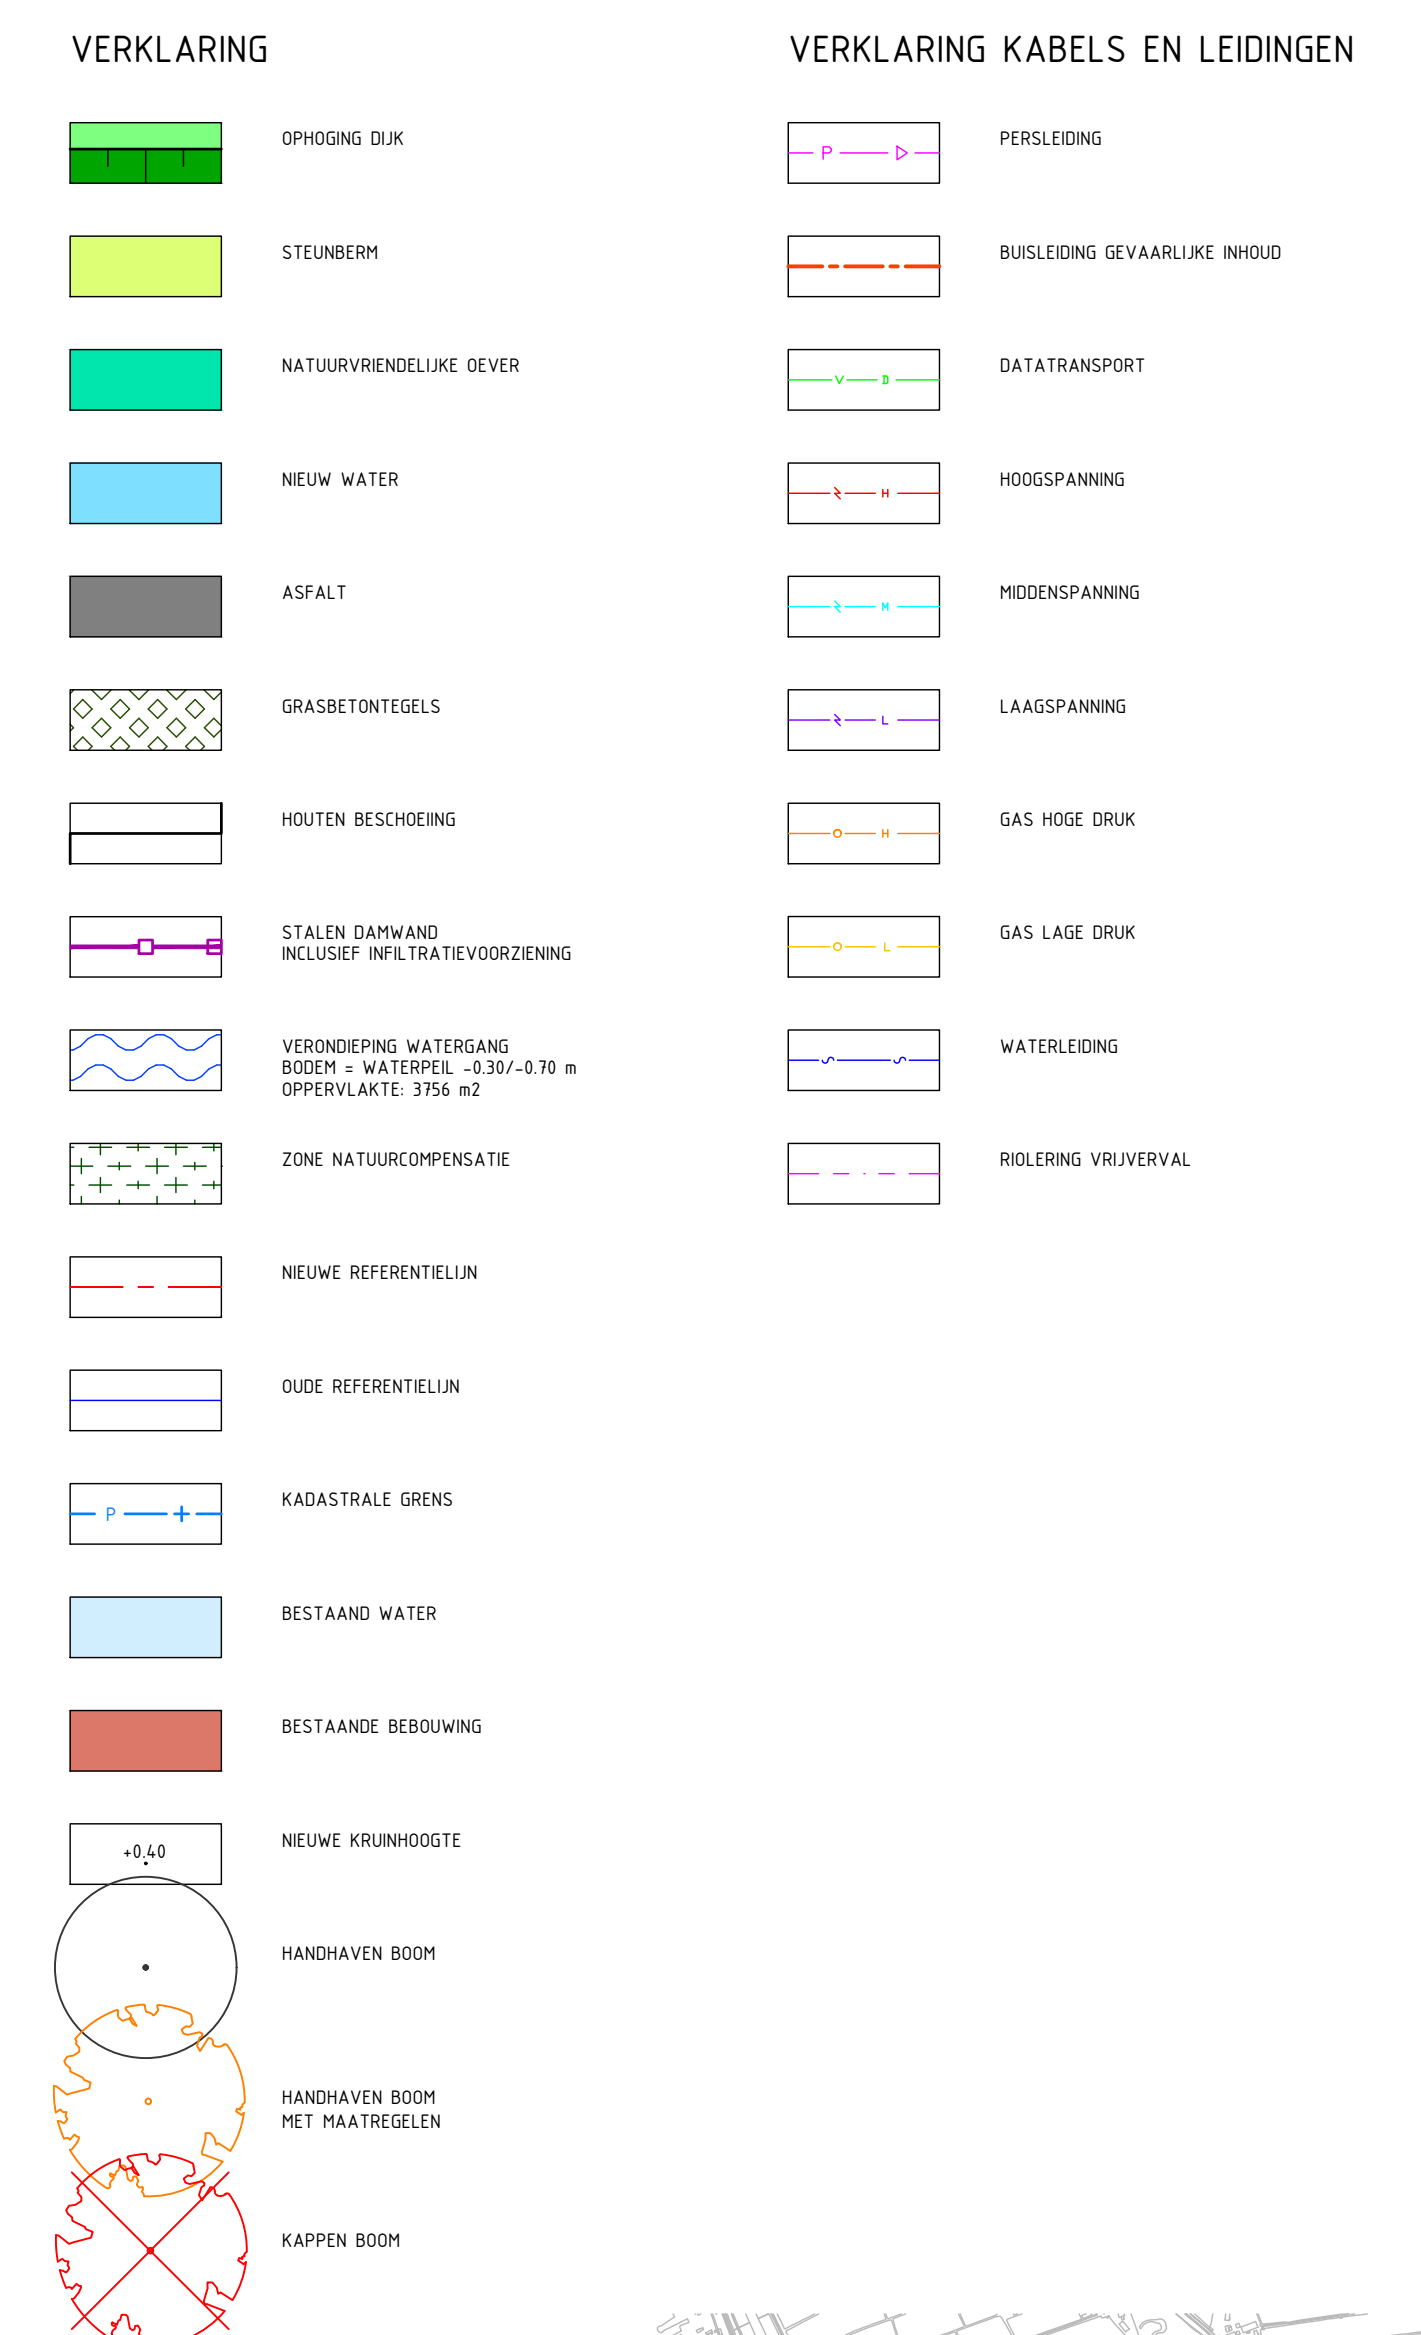 VERKLARING
OPHOGING DIJK
STEUNBERM
NATUURVRIENDELIJKE OEVER
NIEUW WATER
ASFALT
GRASBETONTEGELS
HOUTEN BESCHOEIING
STALEN DAMWAND
INCLUSIEF INFILTRATIEVOORZIENING
VERONDIEPING WATERGANG
BODEM = WATERPEIL -0.30/-0.70 m
OPPERVLAKTE: 3756 m2
ZONE NATUURCOMPENSATIE
NIEUWE REFERENTIELIJN
OUDE REFERENTIELIJN
P
KADASTRALE GRENS
BESTAAND WATER
BESTAANDE BEBOUWING
+0.40
NIEUWE KRUINHOOGTE
HANDHAVEN BOOM
HANDHAVEN BOOM
MET MAATREGELEN
KAPPEN BOOM
VERKLARING KABELS EN LEIDINGEN
P
PERSLEIDING
BUISLEIDING GEVAARLIJKE INHOUD
V D
DATATRANSPORT
H
HOOGSPANNING
M
MIDDENSPANNING
L
LAAGSPANNING
O H
GAS HOGE DRUK
O L
GAS LAGE DRUK
S S
WATERLEIDING
RIOLERING VRIJVERVAL